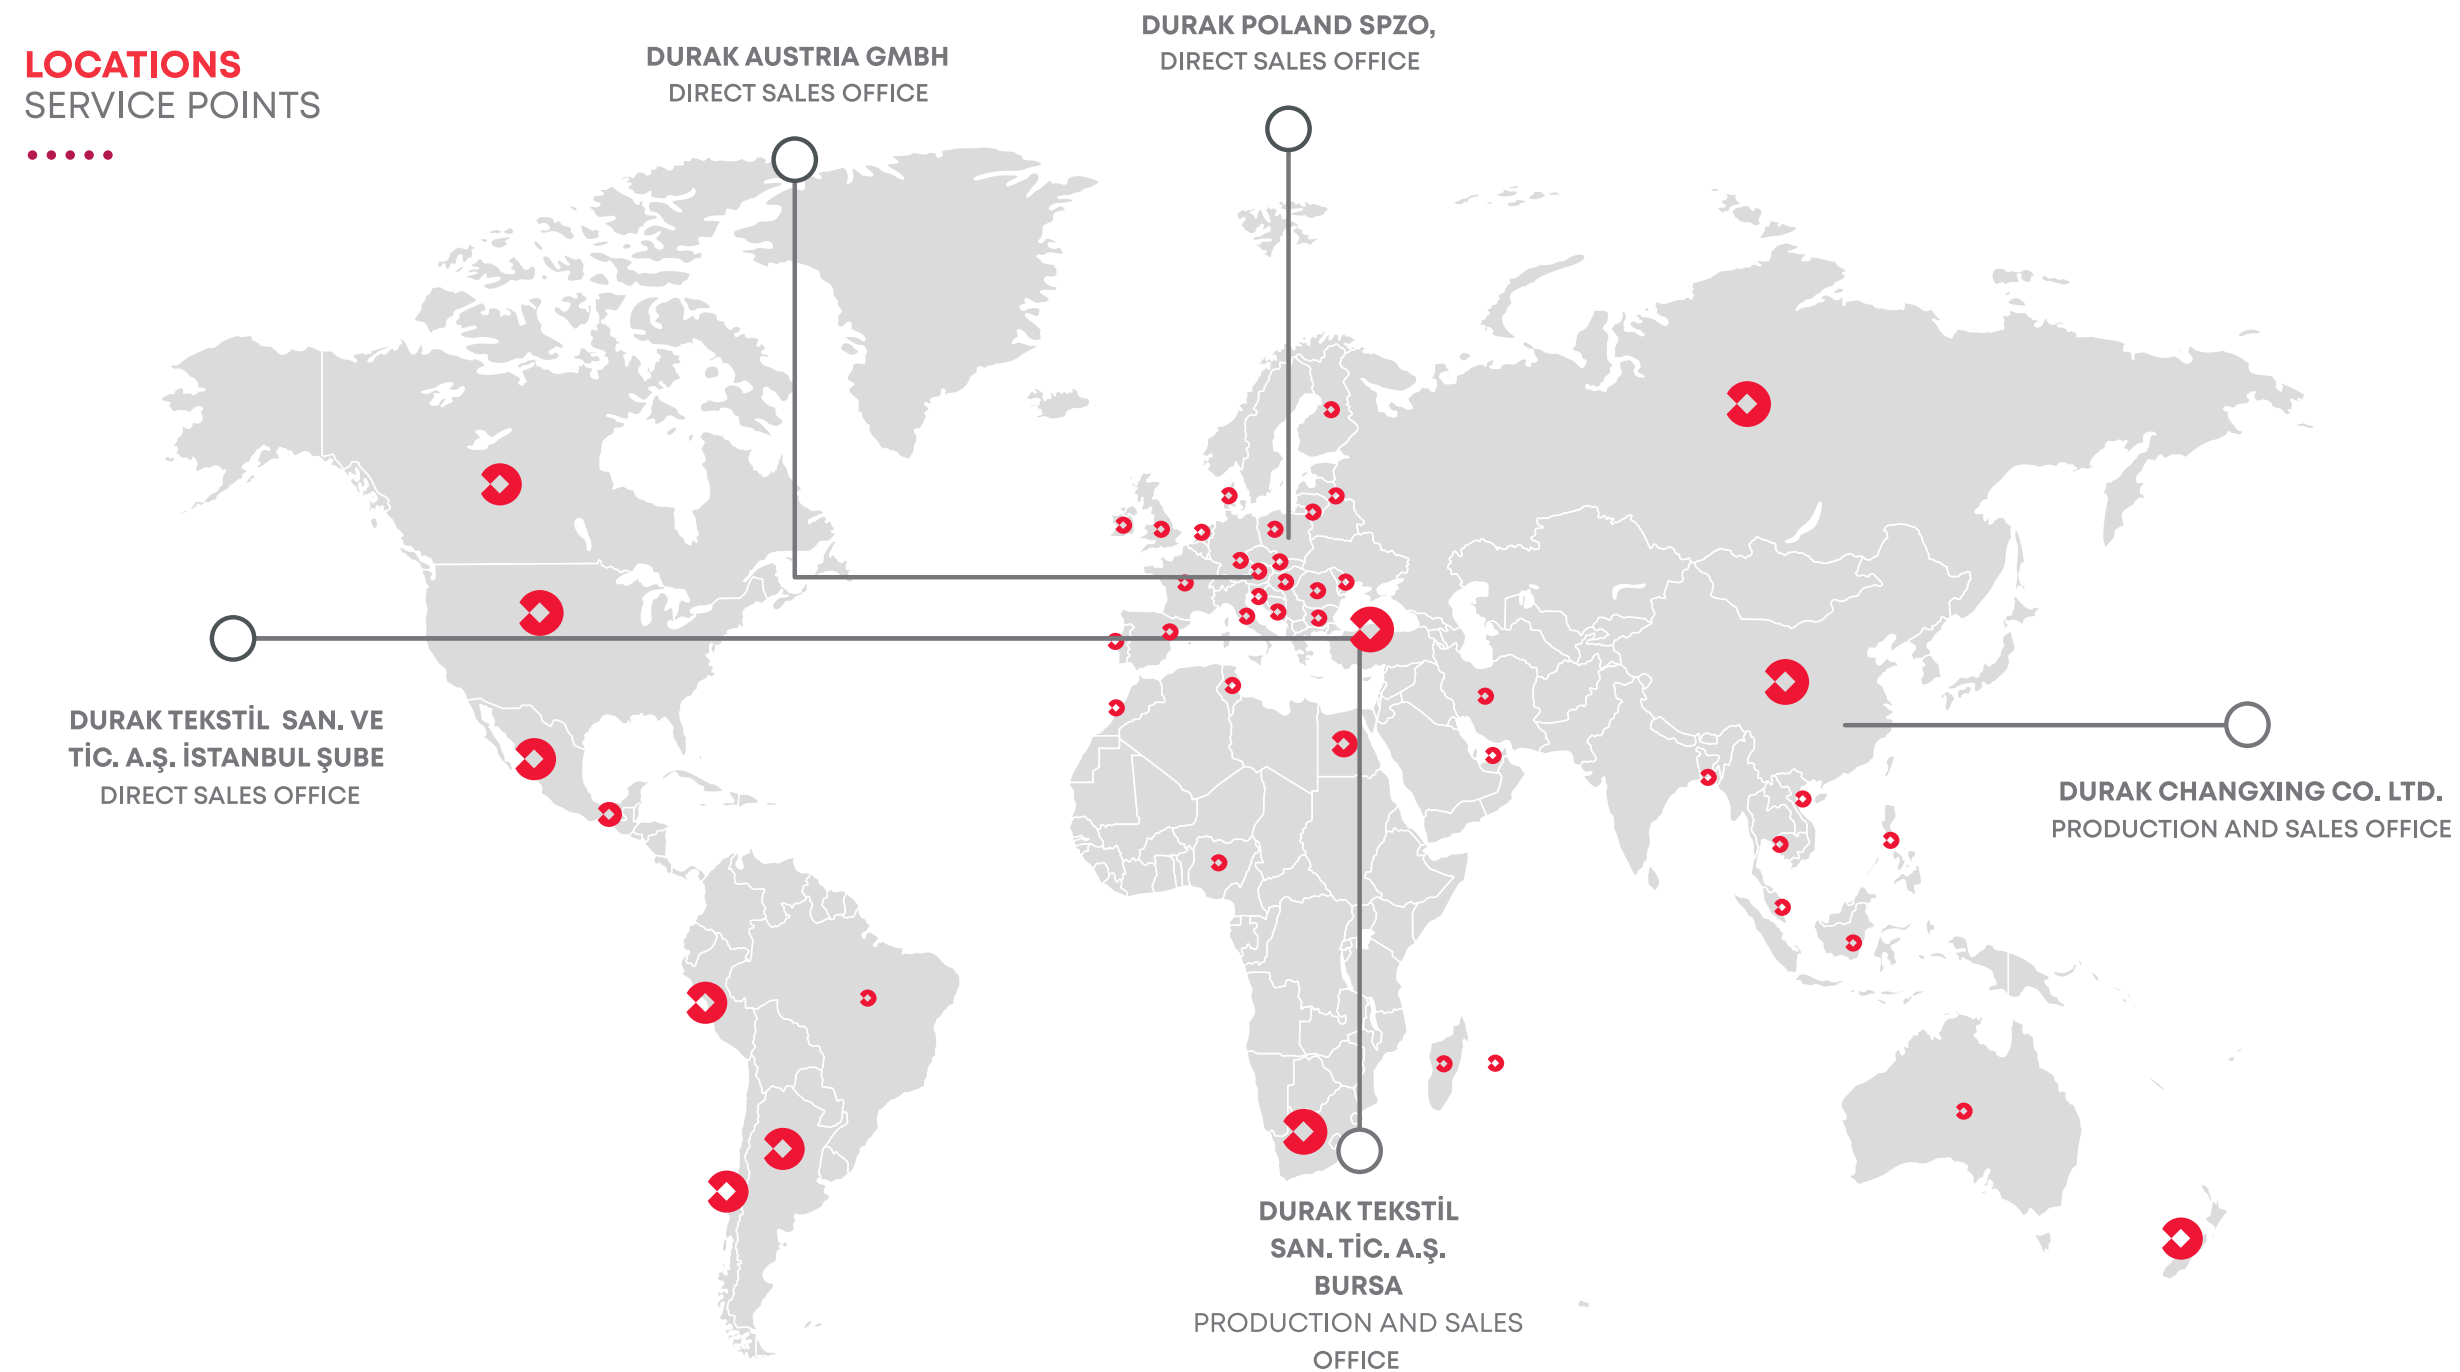 LOCATIONS
SERVICE POINTS
DURAK AUSTRIA GMBH
DIRECT SALES OFFICE
DURAK POLAND SPZO,
DIRECT SALES OFFICE
DURAK TEKSTİL SAN. VE
TİC. A.Ş. İSTANBUL ŞUBE
DIRECT SALES OFFICE
DURAK CHANGXING CO. LTD.
PRODUCTION AND SALES OFFICE
DURAK TEKSTİL
SAN. TİC. A.Ş.
BURSA
PRODUCTION AND SALES
OFFICE